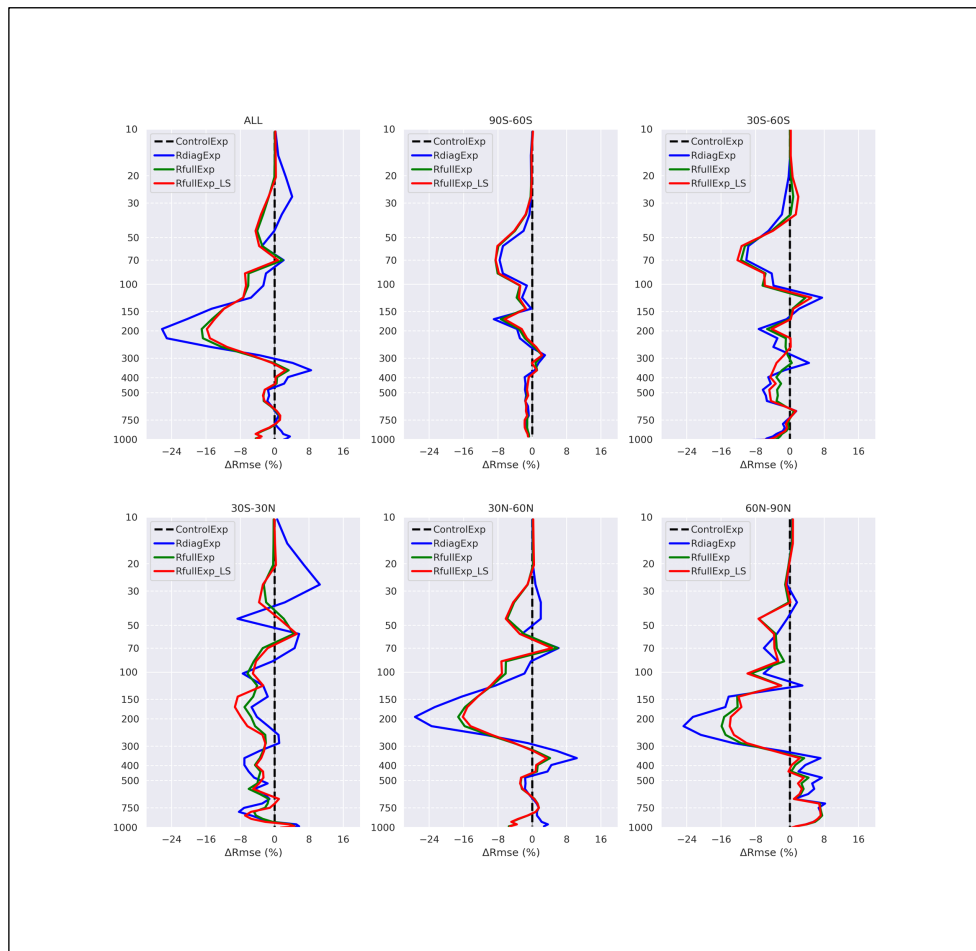 ALL
10
20
30
50
70
100
150
200
300
400
500
750
1000
ControlExp
RdiagExp
RfullExp
RfullExp_LS
−24 −16 −8 0 8 16
ΔRmse (%)
90S-60S
10
20
30
50
70
100
150
200
300
400
500
750
1000
ControlExp
RdiagExp
RfullExp
RfullExp_LS
−24 −16 −8 0 8 16
ΔRmse (%)
30S-60S
10
20
30
50
70
100
150
200
300
400
500
750
1000
ControlExp
RdiagExp
RfullExp
RfullExp_LS
−24 −16 −8 0 8 16
ΔRmse (%)
30S-30N
10
20
30
50
70
100
150
200
300
400
500
750
1000
ControlExp
RdiagExp
RfullExp
RfullExp_LS
−24 −16 −8 0 8 16
ΔRmse (%)
30N-60N
10
20
30
50
70
100
150
200
300
400
500
750
1000
ControlExp
RdiagExp
RfullExp
RfullExp_LS
−24 −16 −8 0 8 16
ΔRmse (%)
60N-90N
10
20
30
50
70
100
150
200
300
400
500
750
1000
ControlExp
RdiagExp
RfullExp
RfullExp_LS
−24 −16 −8 0 8 16
ΔRmse (%)